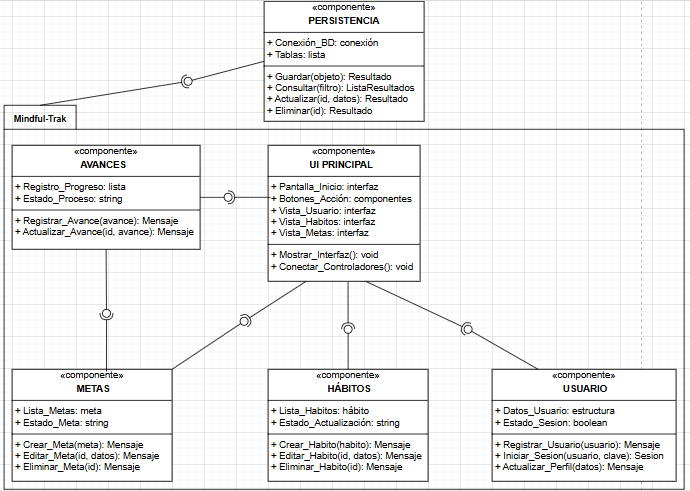 «componente»
PERSISTENCIA
+ Conexión_BD: conexión
+ Tablas: lista
+ Guardar(objeto): Resultado
+ Consultar(filtro): ListaResultados
+ Actualizar(id, datos): Resultado
+ Eliminar(id): Resultado
Mindful-Trak
«componente»
AVANCES
+ Registro_Progreso: lista
+ Estado_Proceso: string
+ Registrar_Avance(avance): Mensaje
+ Actualizar_Avance(id, avance): Mensaje
«componente»
UI PRINCIPAL
+ Pantalla_Inicio: interfaz
+ Botones_Acción: componentes
+ Vista_Usuario: interfaz
+ Vista_Habitos: interfaz
+ Vista_Metas: interfaz
+ Mostrar_Interfaz(): void
+ Conectar_Controladores(): void
«componente»
METAS
+ Lista_Metas: meta
+ Estado_Meta: string
+ Crear_Meta(meta): Mensaje
+ Editar_Meta(id, datos): Mensaje
+ Eliminar_Meta(id): Mensaje
«componente»
HÁBITOS
+ Lista_Habitos: hábito
+ Estado_Actualización: string
+ Crear_Habito(habito): Mensaje
+ Editar_Habito(id, datos): Mensaje
+ Eliminar_Habito(id): Mensaje
«componente»
USUARIO
+ Datos_Usuario: estructura
+ Estado_Sesion: boolean
+ Registrar_Usuario(usuario): Mensaje
+ Iniciar_Sesion(usuario, clave): Sesion
+ Actualizar_Perfil(datos): Mensaje